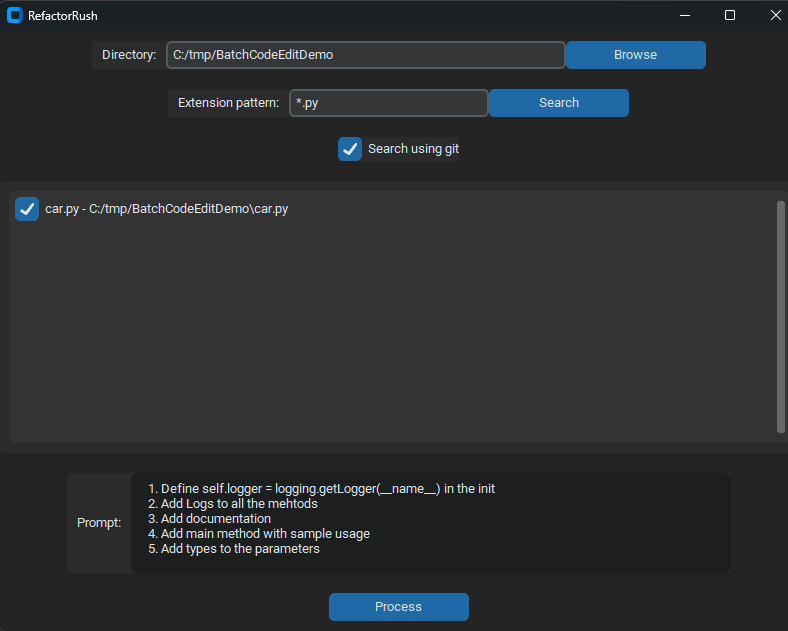 RefactorRush
Directory: C:/tmp/BatchCodeEditDemo Browse
Extension pattern: *.py Search
Search using git
car.py - C:/tmp/BatchCodeEditDemo\car.py
Prompt:
1. Define self.logger = logging.getLogger(__name__) in the init
2. Add Logs to all the mehtods
3. Add documentation
4. Add main method with sample usage
5. Add types to the parameters
Process